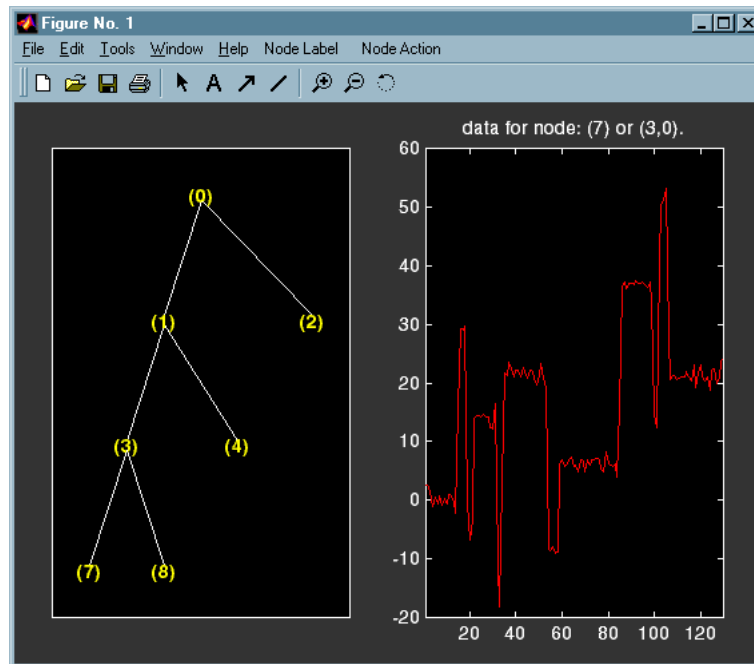 Figure No. 1
File Edit Tools Window Help Node Label Node Action
A
data for node: (7) or (3,0).
(0)
(1) (2)
(3) (4)
(7) (8)
60
50
40
30
20
10
0
-10
-20
20 40 60 80 100 120